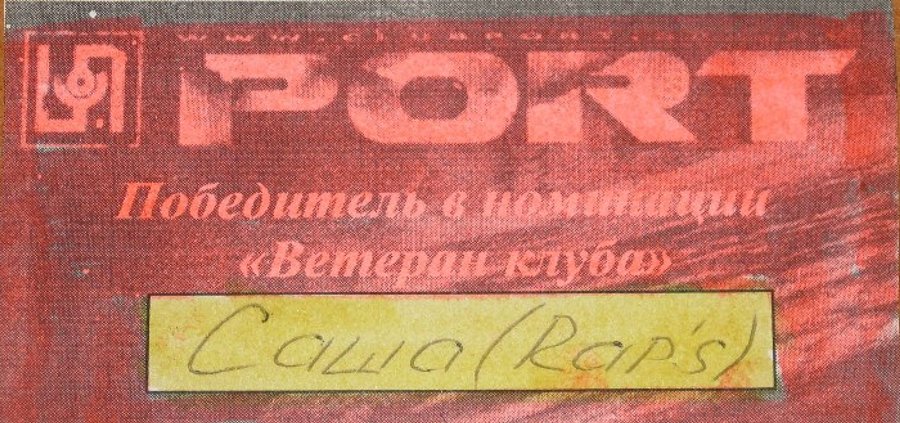 PORT
Победитель в номинации
«Ветеран клуба»
Саша (Rap's)